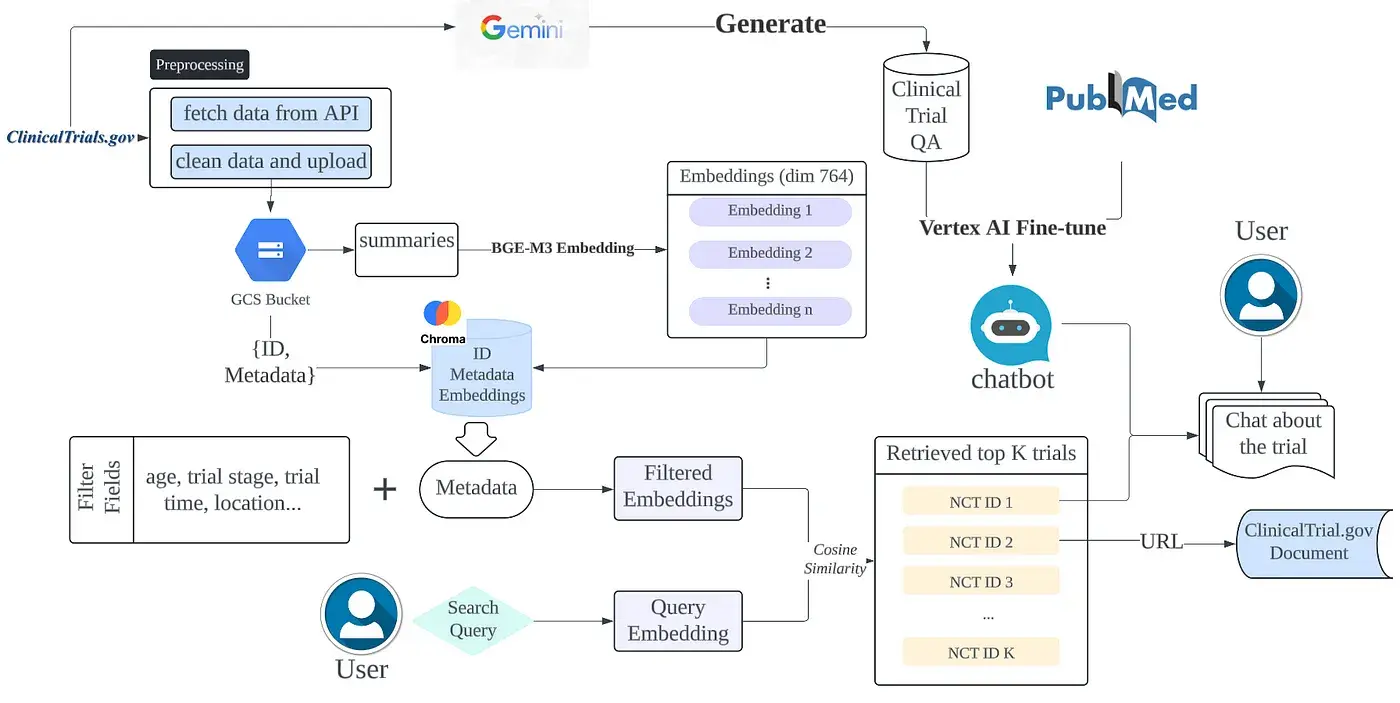 Gemini
Generate
Preprocessing
fetch data from API
clean data and upload
ClinicalTrials.gov
Clinical
Trial
QA
PubMed
GCS Bucket
summaries
BGE-M3 Embedding
Embeddings (dim 764)
Embedding 1
Embedding 2
⋮
Embedding n
Vertex AI Fine-tune
chatbot
User
Chat about
the trial
{ID,
Metadata}
Chroma
ID
Metadata
Embeddings
Filter
Fields
age, trial stage, trial
time, location...
+
Metadata
Filtered
Embeddings
User
Search
Query
Query
Embedding
Cosine
Similarity
Retrieved top K trials
NCT ID 1
NCT ID 2
NCT ID 3
...
NCT ID K
URL
ClinicalTrial.gov
Document